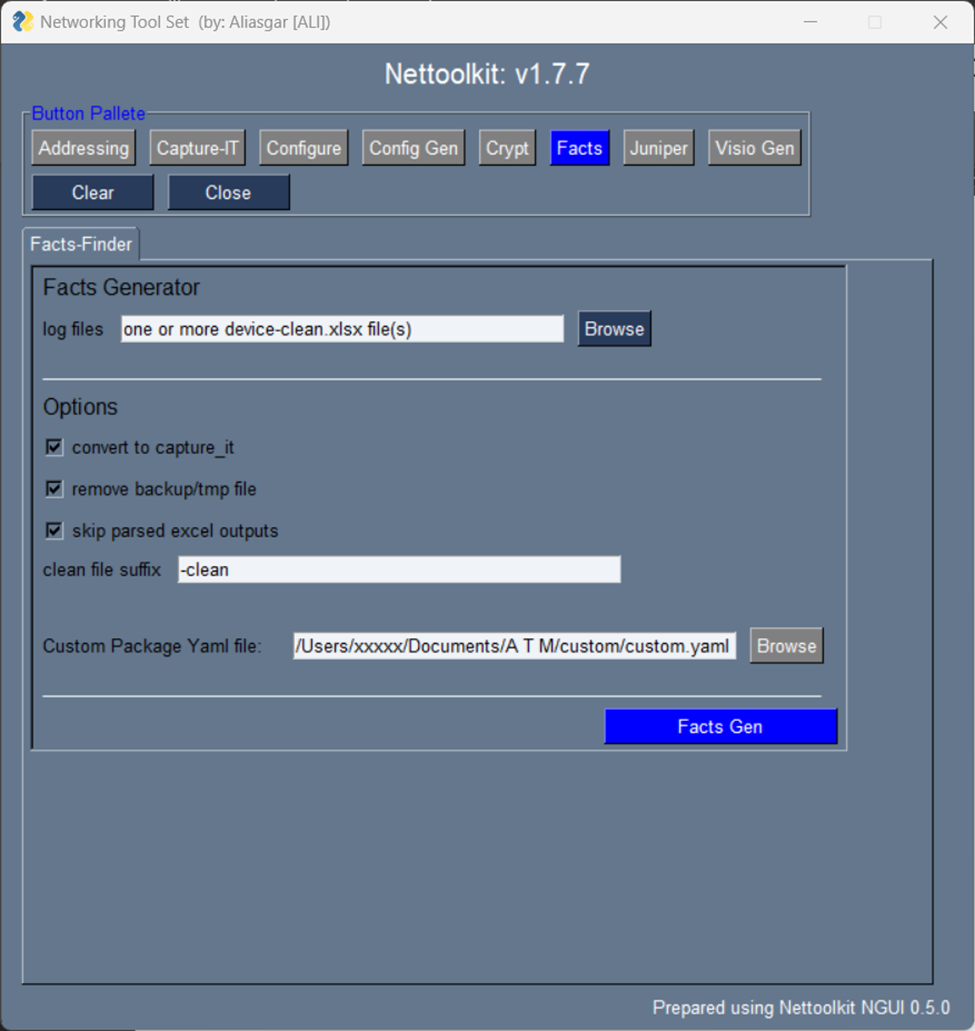 Networking Tool Set (by: Aliasgar [ALI])
Nettoolkit: v1.7.7
Button Pallete
Addressing Capture-IT Configure Config Gen Crypt Facts Juniper Visio Gen
Clear Close
Facts-Finder
Facts Generator
log files one or more device-clean.xlsx file(s) Browse
Options
convert to capture_it
remove backup/tmp file
skip parsed excel outputs
clean file suffix -clean
Custom Package Yaml file: /Users/xxxxx/Documents/A T M/custom/custom.yaml Browse
Facts Gen
Prepared using Nettoolkit NGUI 0.5.0